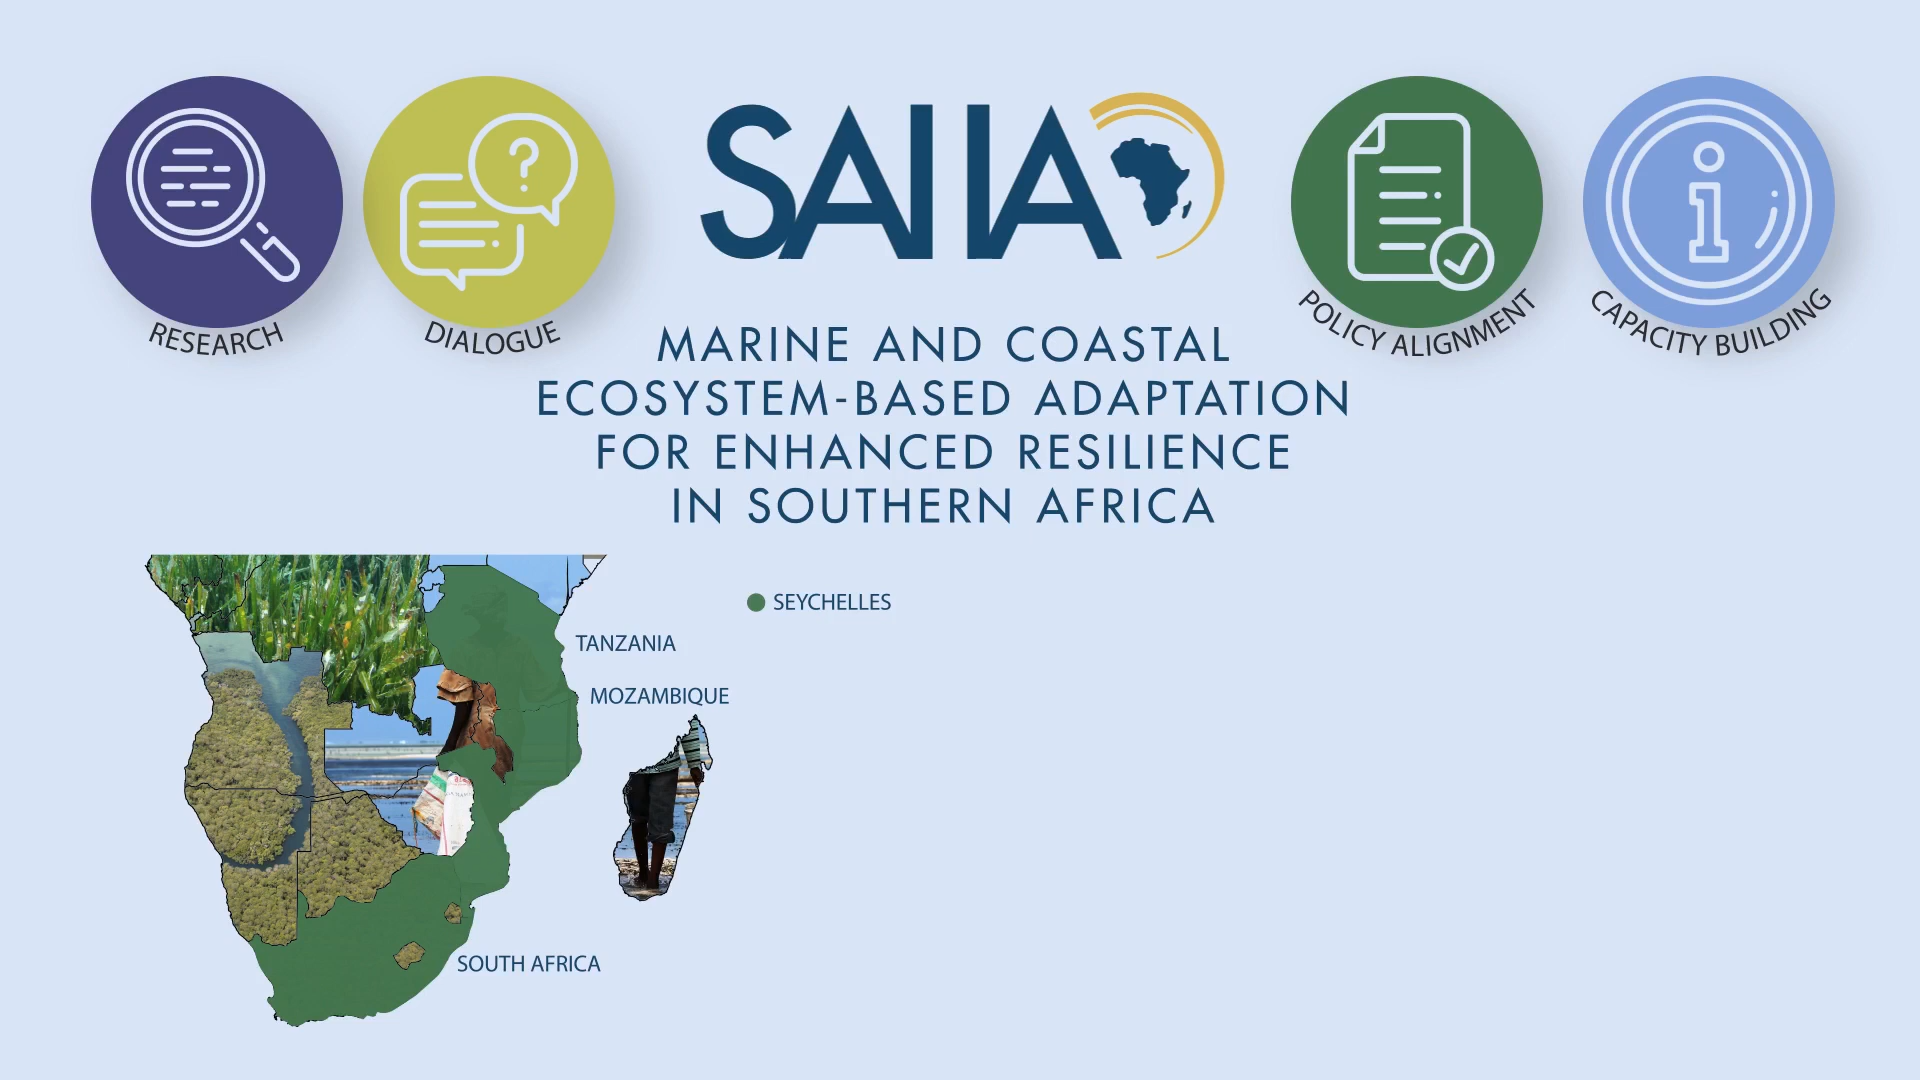 SAIIA
RESEARCH
DIALOGUE
POLICY ALIGNMENT
CAPACITY BUILDING
MARINE AND COASTAL
ECOSYSTEM-BASED ADAPTATION
FOR ENHANCED RESILIENCE
IN SOUTHERN AFRICA
SEYCHELLES
TANZANIA
MOZAMBIQUE
SOUTH AFRICA